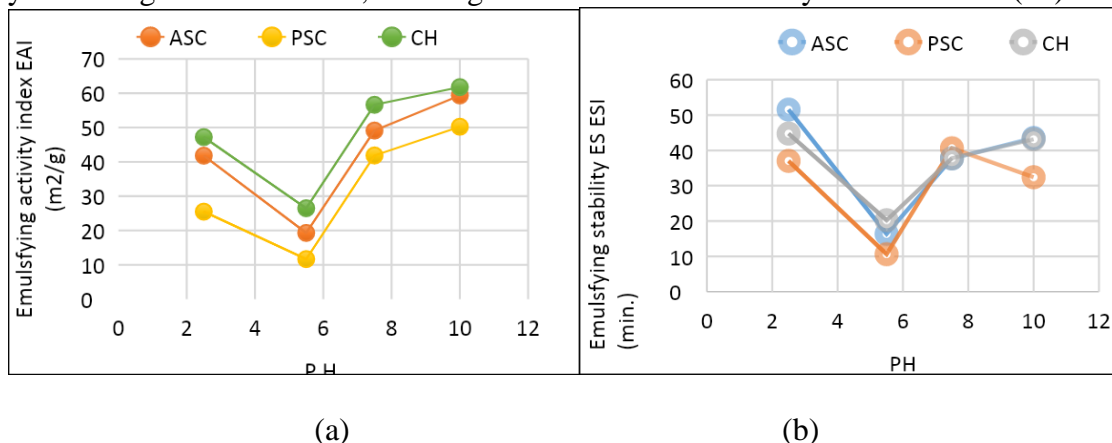 ASC PSC CH
Emulsfying activity index EAI
(m2/g)
70
60
50
40
30
20
10
0
0 2 4 6 8 10 12
P H
ASC PSC CH
Emulsfying stability ES ESI
(min.)
60
50
40
30
20
10
0
0 2 4 6 8 10 12
PH
(a) (b)